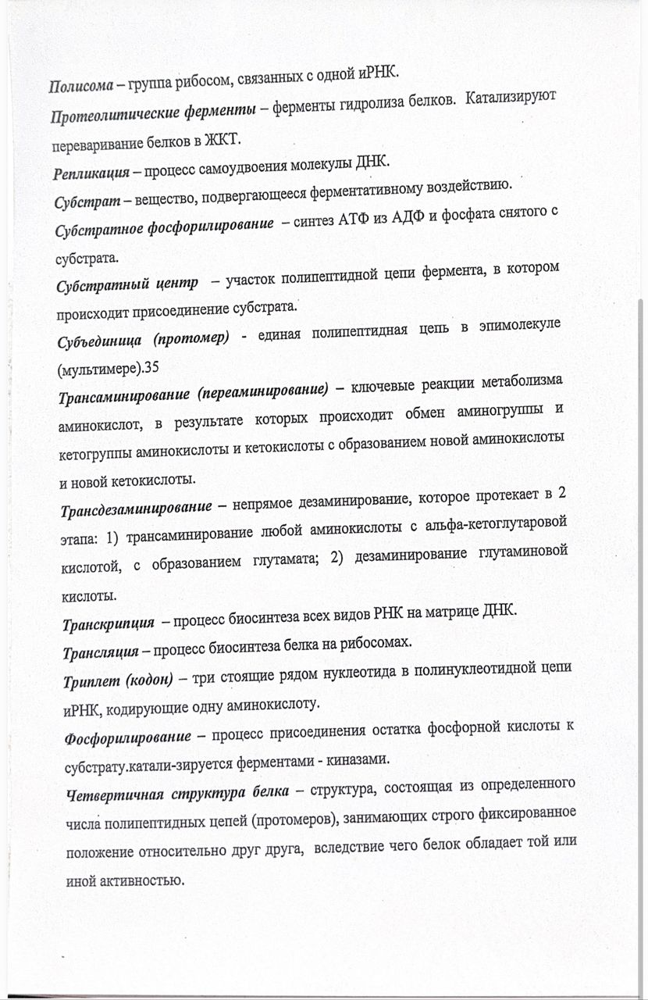 Полисома – группа рибосом, связанных с одной иРНК.
Протеолитические ферменты – ферменты гидролиза белков. Катализируют
переваривание белков в ЖКТ.
Репликация – процесс самоудвоения молекулы ДНК.
Субстрат – вещество, подвергающееся ферментативному воздействию.
Субстратное фосфорилирование – синтез АТФ из АДФ и фосфата снятого с
субстрата.
Субстратный центр – участок полипептидной цепи фермента, в котором
происходит присоединение субстрата.
Субъединица (протомер) - единая полипептидная цепь в эпимолекуле
(мультимере).35
Трансаминирование (переаминирование) – ключевые реакции метаболизма
аминокислот, в результате которых происходит обмен аминогруппы и
кетогруппы аминокислоты и кетокислоты с образованием новой аминокислоты
и новой кетокислоты.
Трансдезаминирование – непрямое дезаминирование, которое протекает в 2
этапа: 1) трансаминирование любой аминокислоты с альфа-кетоглутаровой
кислотой, с образованием глутамата; 2) дезаминирование глутаминовой
кислоты.
Транскрипция – процесс биосинтеза всех видов РНК на матрице ДНК.
Трансляция – процесс биосинтеза белка на рибосомах.
Триплет (кодон) – три стоящие рядом нуклеотида в полинуклеотидной цепи
иРНК, кодирующие одну аминокислоту.
Фосфорилирование – процесс присоединения остатка фосфорной кислоты к
субстрату.катали-зируется ферментами - киназами.
Четвертичная структура белка – структура, состоящая из определенного
числа полипептидных цепей (протомеров), занимающих строго фиксированное
положение относительно друг друга, вследствие чего белок обладает той или
иной активностью.